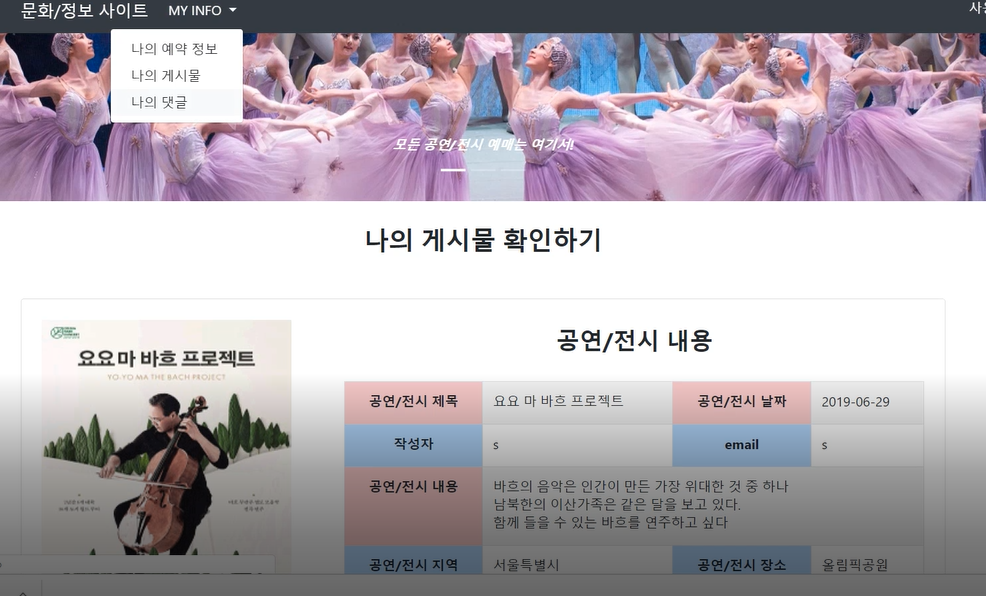 문화/정보 사이트 MY INFO
사용
나의 예약 정보
나의 게시물
나의 댓글
모든 공연/전시 예매는 여기서!
나의 게시물 확인하기
요요 마 바흐 프로젝트
YO-YO MA THE BACH PROJECT
공연/전시 내용
공연/전시 제목 요요 마 바흐 프로젝트 공연/전시 날짜 2019-06-29
작성자 s email s
공연/전시 내용 바흐의 음악은 인간이 만든 가장 위대한 것 중 하나
남북한의 이산가족은 같은 달을 보고 있다.
함께 들을 수 있는 바흐를 연주하고 싶다
공연/전시 지역 서울특별시 공연/전시 장소 올림픽공원